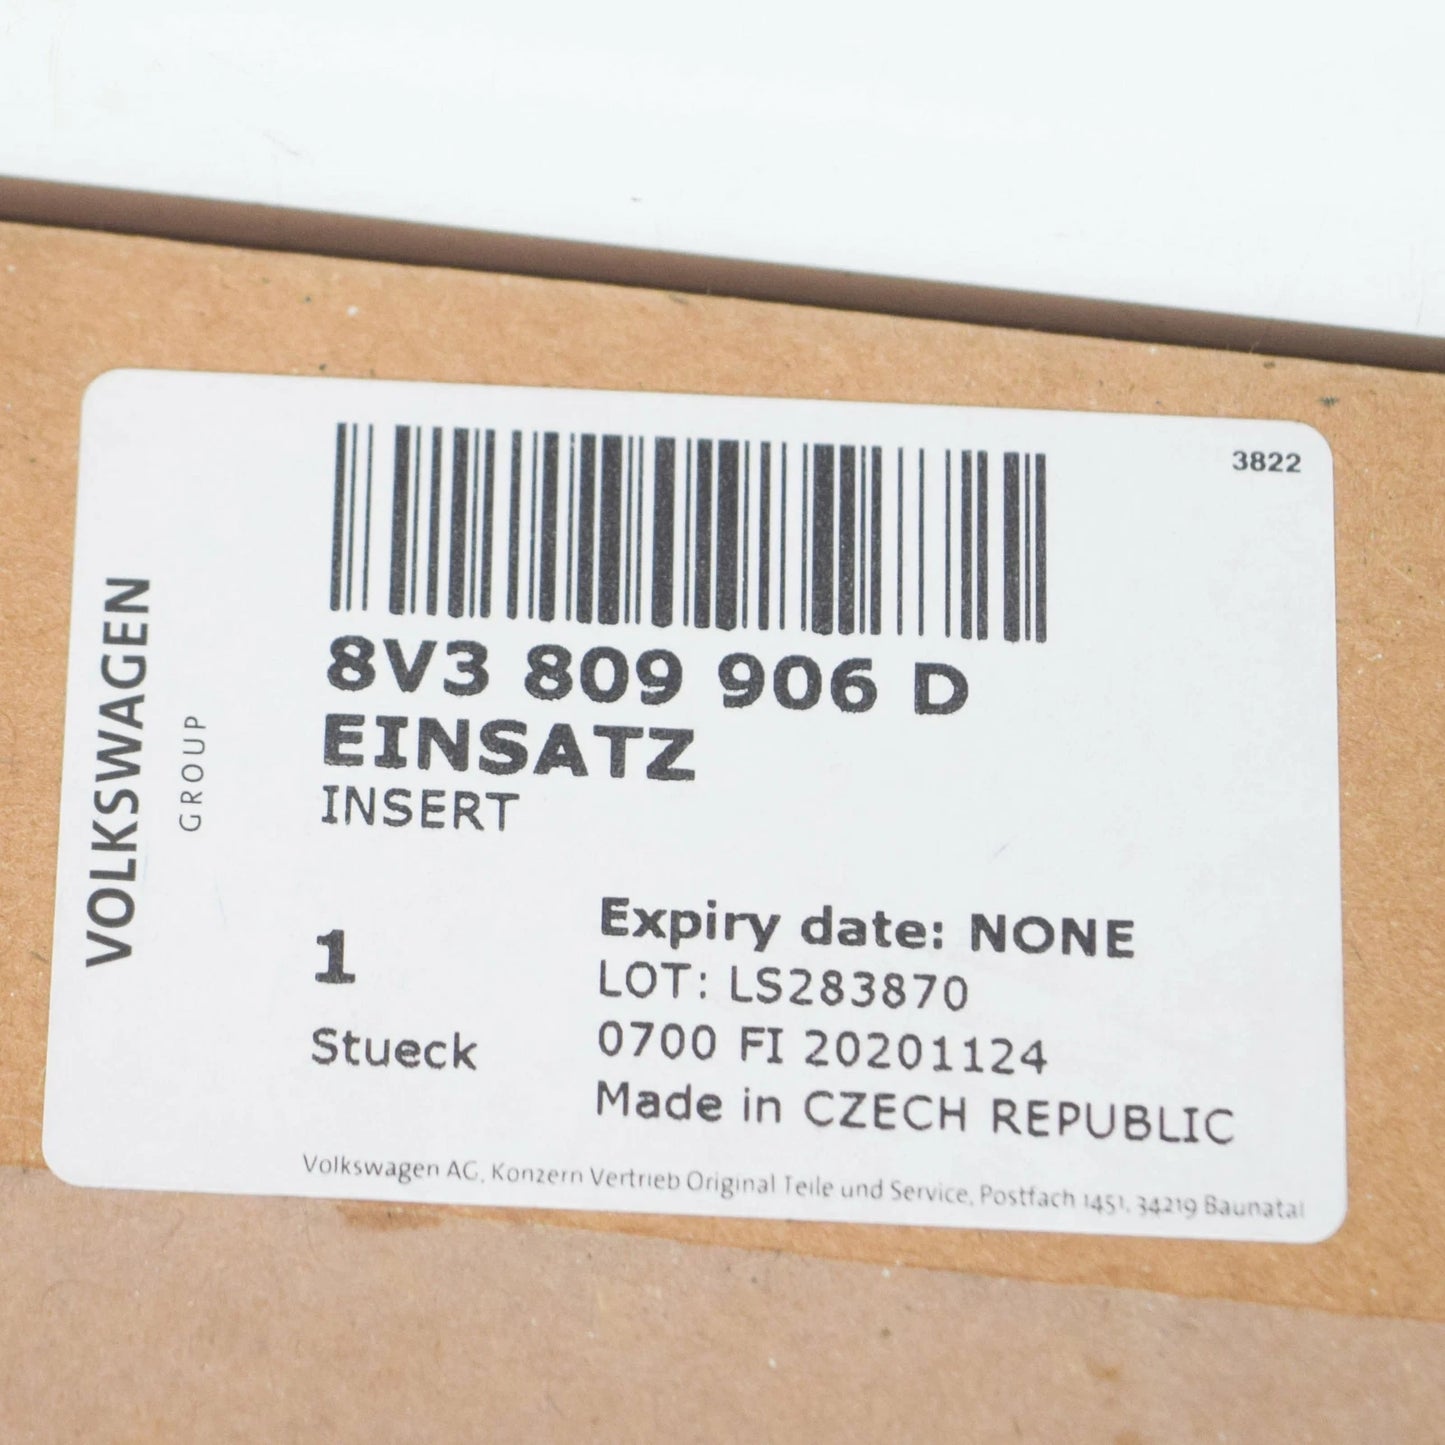 VOLKSWAGEN
GROUP
3822
8V3 809 906 D
EINSATZ
INSERT
1
Stueck
Expiry date: NONE
LOT: LS283870
0700 FI 20201124
Made in CZECH REPUBLIC
Volkswagen AG, Konzern Vertrieb Original Teile und Service, Postfach 1451, 34219 Baunatal